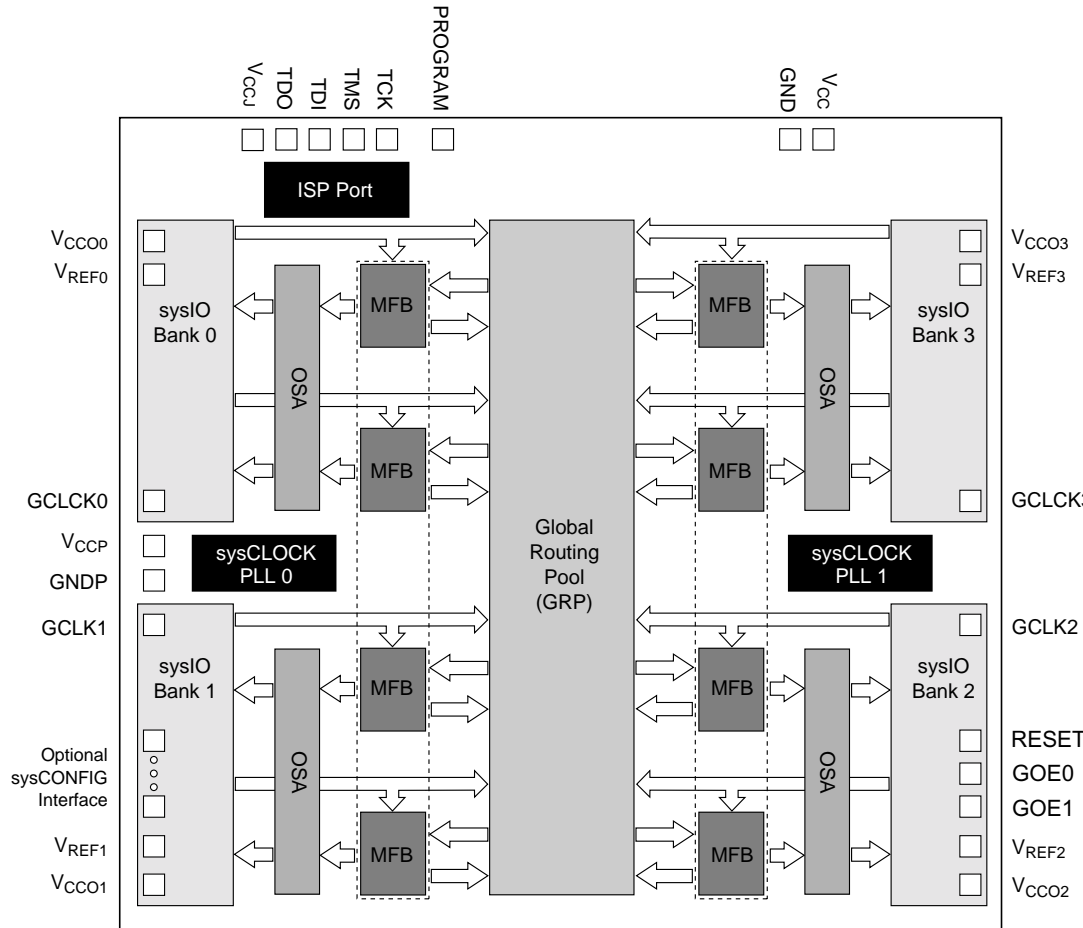 VCCJ
TDO
TDI
TMS
TCK
PROGRAM
GND
VCC
ISP Port
VCCO0
VREF0
sysIO
Bank 0
OSA
MFB
MFB
GCLCK0
VCCP
GNDP
sysCLOCK
PLL 0
GCLK1
sysIO
Bank 1
OSA
MFB
MFB
Optional
sysCONFIG
Interface
VREF1
VCCO1
Global
Routing
Pool
(GRP)
MFB
MFB
OSA
sysIO
Bank 3
VCCO3
VREF3
GCLCK3
sysCLOCK
PLL 1
MFB
MFB
OSA
sysIO
Bank 2
GCLK2
RESET
GOE0
GOE1
VREF2
VCCO2